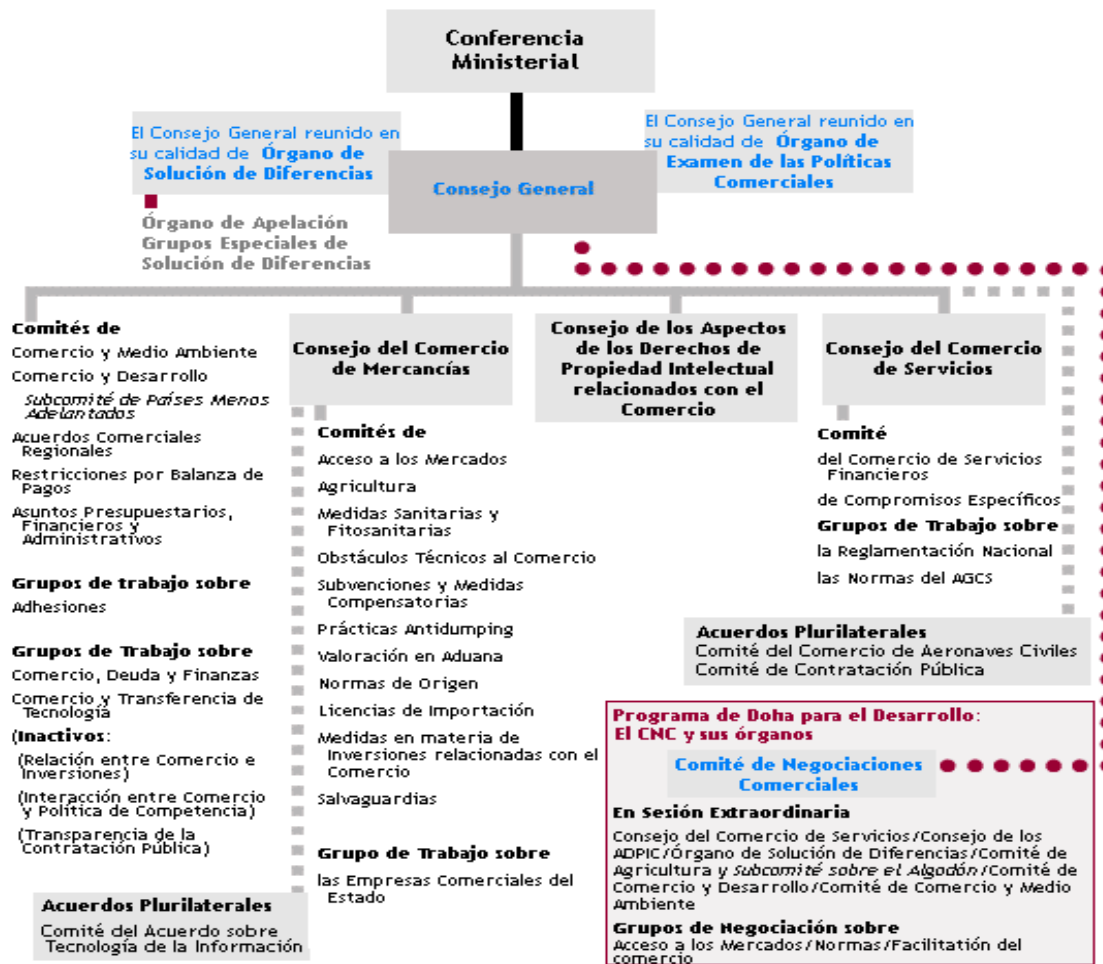 Conferencia
Ministerial
El Consejo General reunido en
su calidad de Órgano de
Solución de Diferencias
El Consejo General reunido en
su calidad de Órgano de
Examen de las Políticas
Comerciales
Consejo General
Órgano de Apelación
Grupos Especiales de
Solución de Diferencias
Comités de
Comercio y Medio Ambiente
Comercio y Desarrollo
Subcomité de Países Menos
Adelantados
Acuerdos Comerciales
Regionales
Restricciones por Balanza de
Pagos
Asuntos Presupuestarios,
Financieros y
Administrativos
Grupos de trabajo sobre
Adhesiones
Grupos de Trabajo sobre
Comercio, Deuda y Finanzas
Comercio y Transferencia de
Tecnología
(Inactivos:
(Relación entre Comercio e
Inversiones)
(Interacción entre Comercio
y Política de Competencia)
(Transparencia de la
Contratación Pública)
Acuerdos Plurilaterales
Comité del Acuerdo sobre
Tecnología de la Información
Consejo del Comercio
de Mercancías
Comités de
Acceso a los Mercados
Agricultura
Medidas Sanitarias y
Fitosanitarias
Obstáculos Técnicos al Comercio
Subvenciones y Medidas
Compensatorias
Prácticas Antidumping
Valoración en Aduana
Normas de Origen
Licencias de Importación
Medidas en materia de
Inversiones relacionadas con el
Comercio
Salvaguardias
Grupo de Trabajo sobre
las Empresas Comerciales del
Estado
Consejo de los Aspectos
de los Derechos de
Propiedad Intelectual
relacionados con el
Comercio
Consejo del Comercio
de Servicios
Comité
del Comercio de Servicios
Financieros
de Compromisos Específicos
Grupos de Trabajo sobre
la Reglamentación Nacional
las Normas del AGCS
Acuerdos Plurilaterales
Comité del Comercio de Aeronaves Civiles
Comité de Contratación Pública
Programa de Doha para el Desarrollo:
El CNC y sus órganos
Comité de Negociaciones
Comerciales
En Sesión Extraordinaria
Consejo del Comercio de Servicios/Consejo de los
ADPIC/Órgano de Solución de Diferencias/Comité de
Agricultura y Subcomité sobre el Algodón/Comité de
Comercio y Desarrollo/Comité de Comercio y Medio
Ambiente
Grupos de Negociación sobre
Acceso a los Mercados/Normas/Facilitatión del
comercio